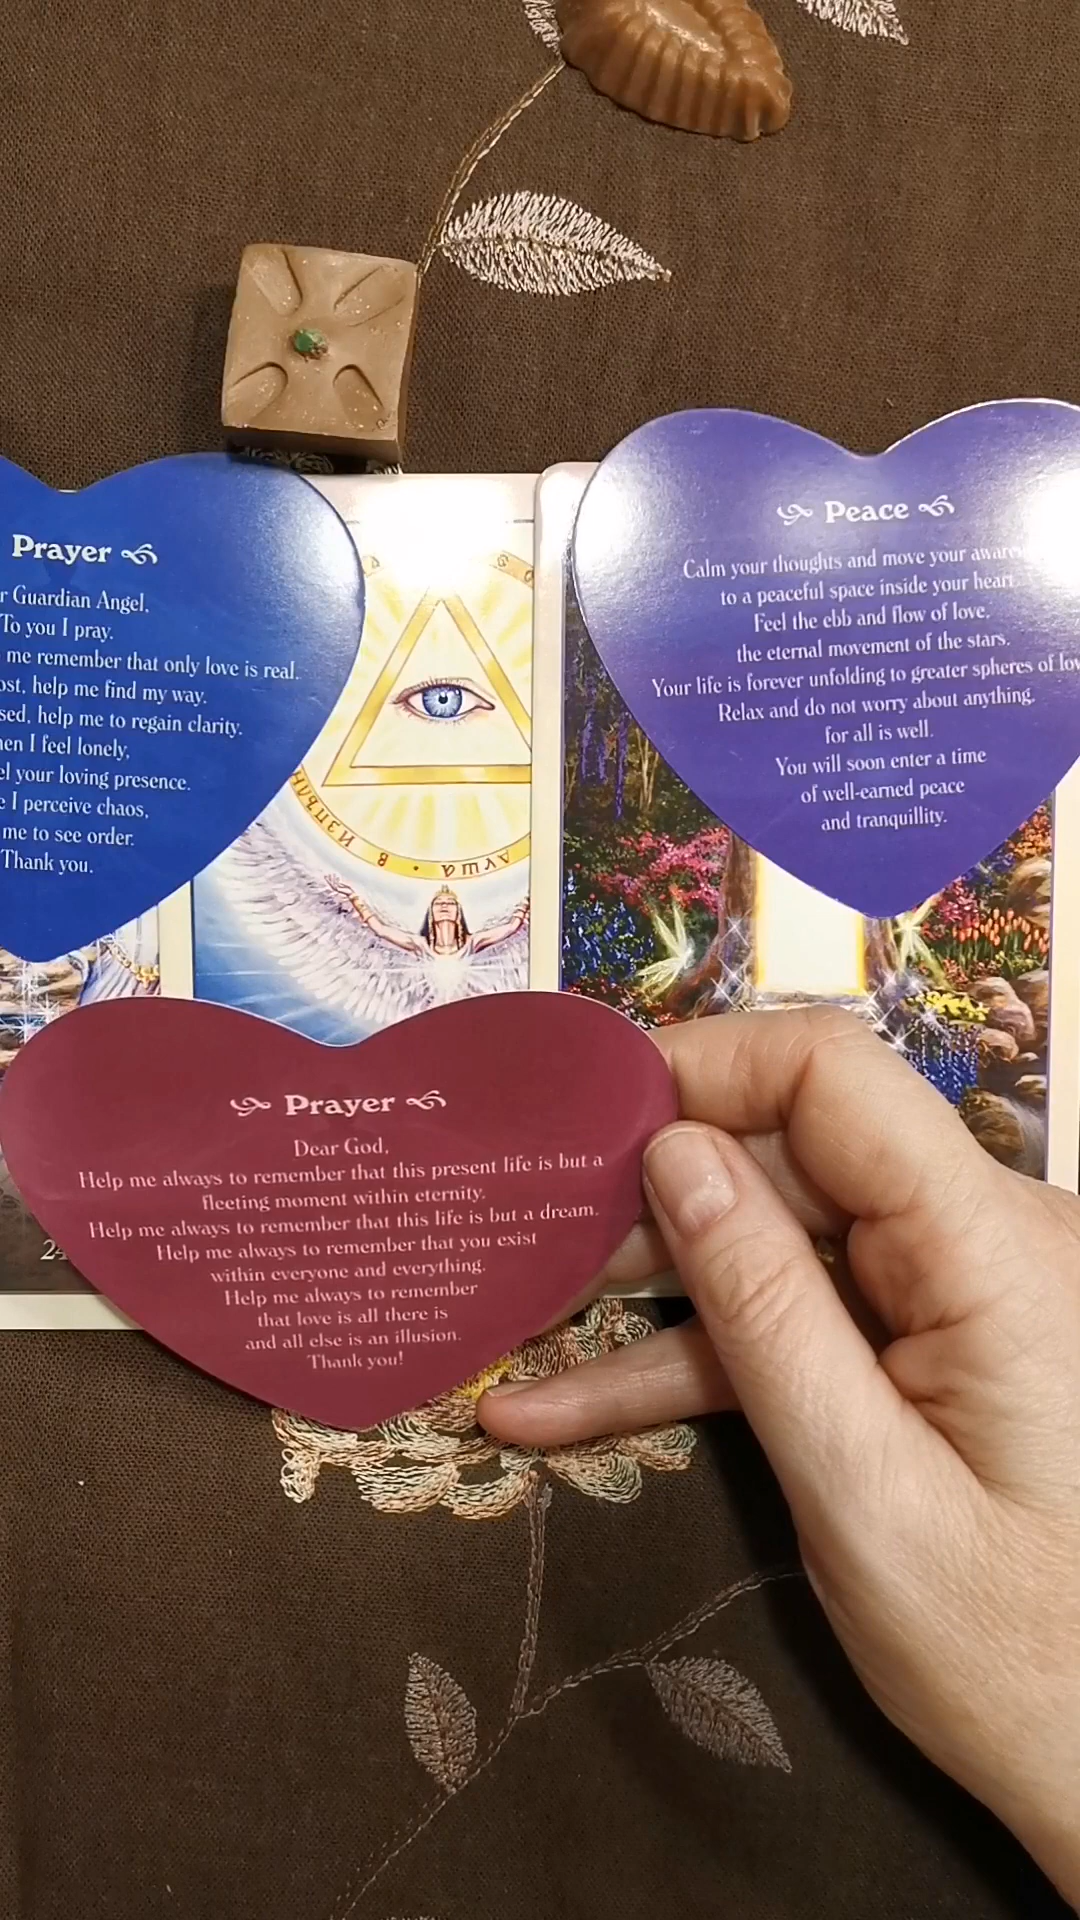 Prayer
r Guardian Angel,
To you I pray.
me remember that only love is real.
ost, help me find my way.
sed, help me to regain clarity.
en I feel lonely,
el your loving presence.
e I perceive chaos,
me to see order.
Thank you.
Peace
Calm your thoughts and move your aware
to a peaceful space inside your heart.
Feel the ebb and flow of love,
the eternal movement of the stars.
Your life is forever unfolding to greater spheres of lov
Relax and do not worry about anything,
for all is well.
You will soon enter a time
of well-earned peace
and tranquillity.
душа • в изцълн
Prayer
Dear God,
Help me always to remember that this present life is but a
fleeting moment within eternity.
Help me always to remember that this life is but a dream.
Help me always to remember that you exist
within everyone and everything.
Help me always to remember
that love is all there is
and all else is an illusion.
Thank you!
24